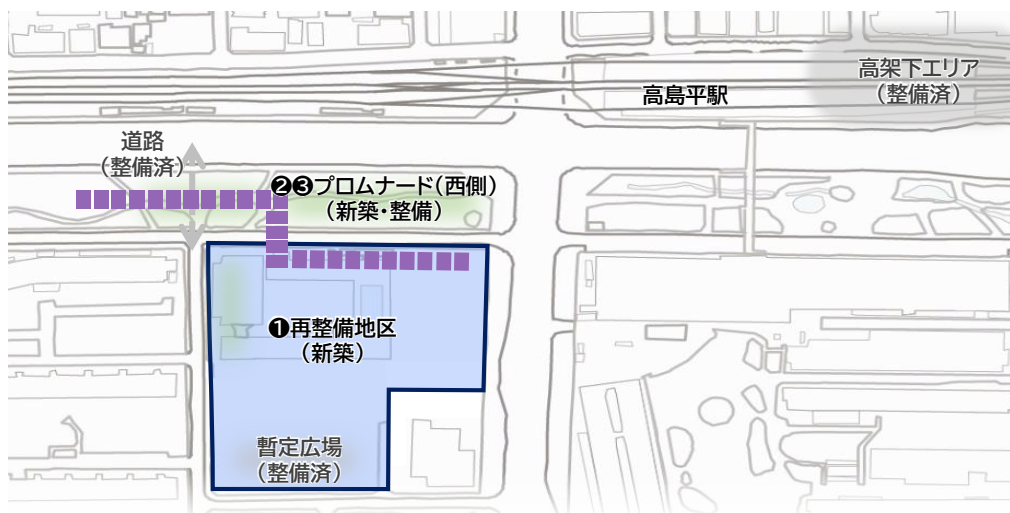 高架下エリア
（整備済）
高島平駅
道路
（整備済）
❷❸プロムナード（西側）
（新築・整備）
❶再整備地区
（新築）
暫定広場
（整備済）